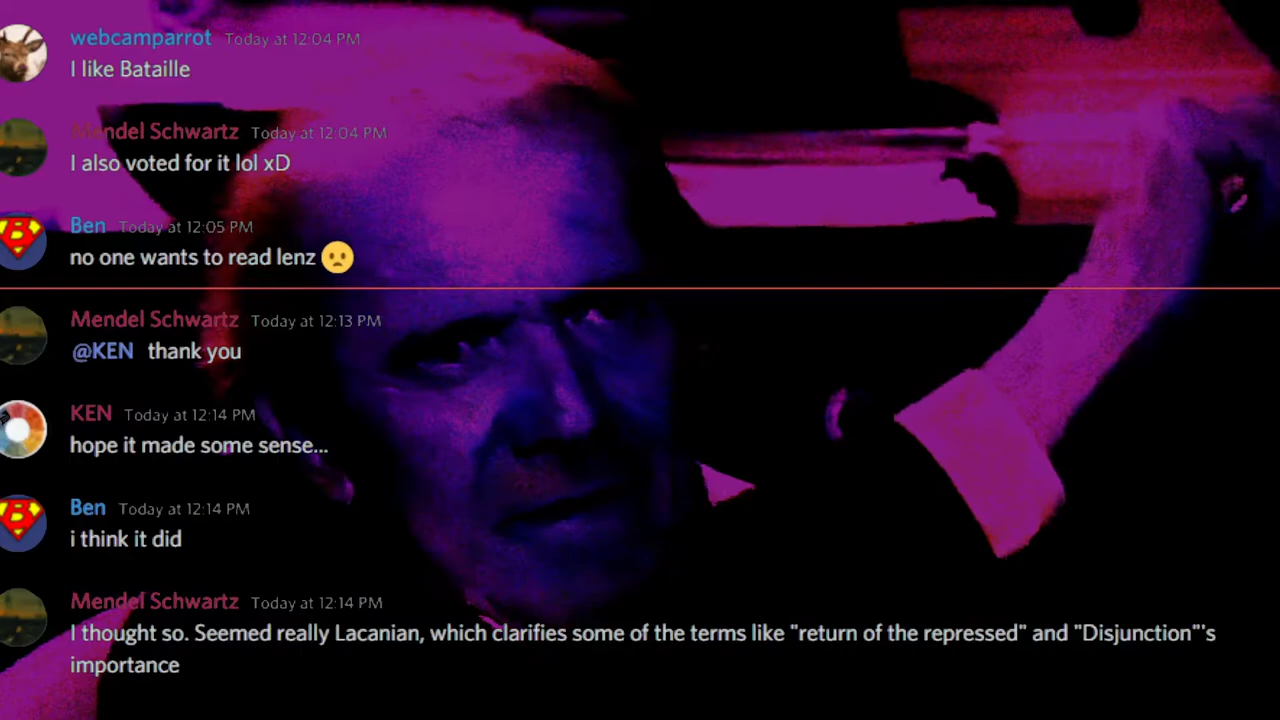 webcamparrot Today at 12:04 PM
I like Bataille
Mendel Schwartz Today at 12:04 PM
I also voted for it lol xD
Ben Today at 12:05 PM
no one wants to read lenz
Mendel Schwartz Today at 12:13 PM
@KEN thank you
KEN Today at 12:14 PM
hope it made some sense...
Ben Today at 12:14 PM
i think it did
Mendel Schwartz Today at 12:14 PM
I thought so. Seemed really Lacanian, which clarifies some of the terms like "return of the repressed" and "Disjunction"'s
importance